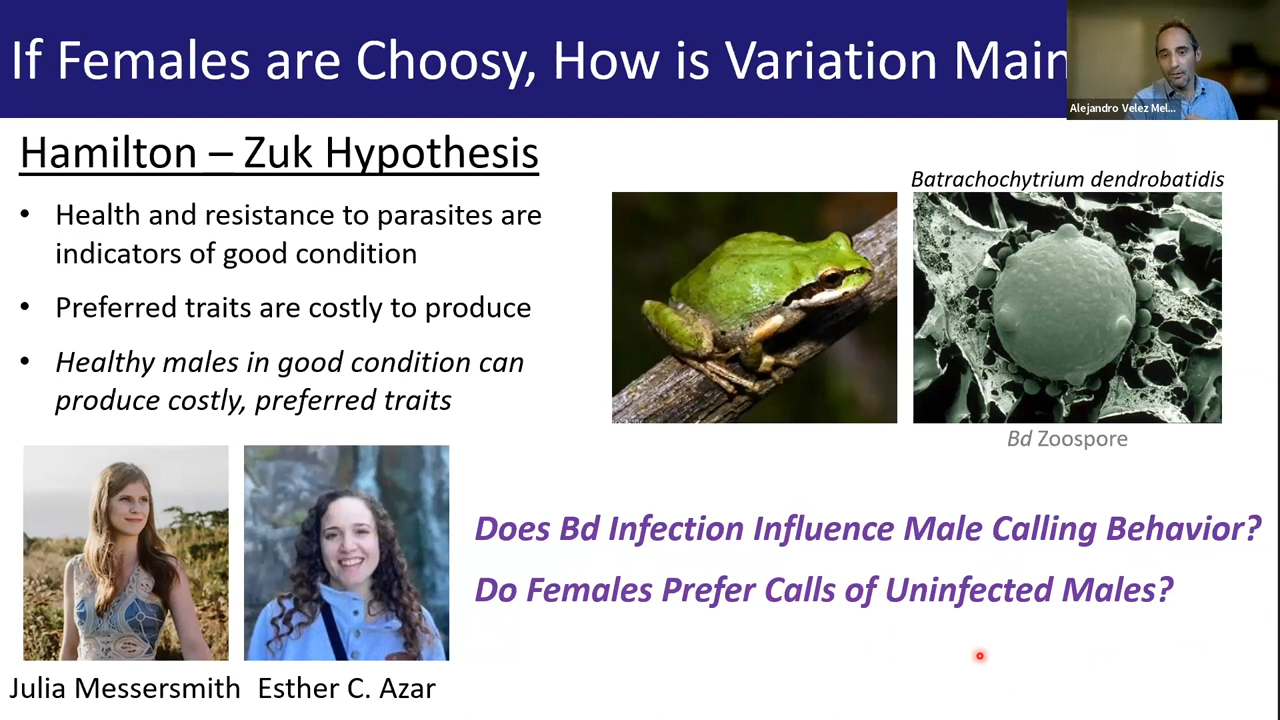 If Females are Choosy, How is Variation Main
Alejandro Velez Mel...
Hamilton – Zuk Hypothesis
• Health and resistance to parasites are
indicators of good condition
• Preferred traits are costly to produce
• Healthy males in good condition can
produce costly, preferred traits
Batrachochytrium dendrobatidis
Bd Zoospore
Does Bd Infection Influence Male Calling Behavior?
Do Females Prefer Calls of Uninfected Males?
Julia Messersmith
Esther C. Azar